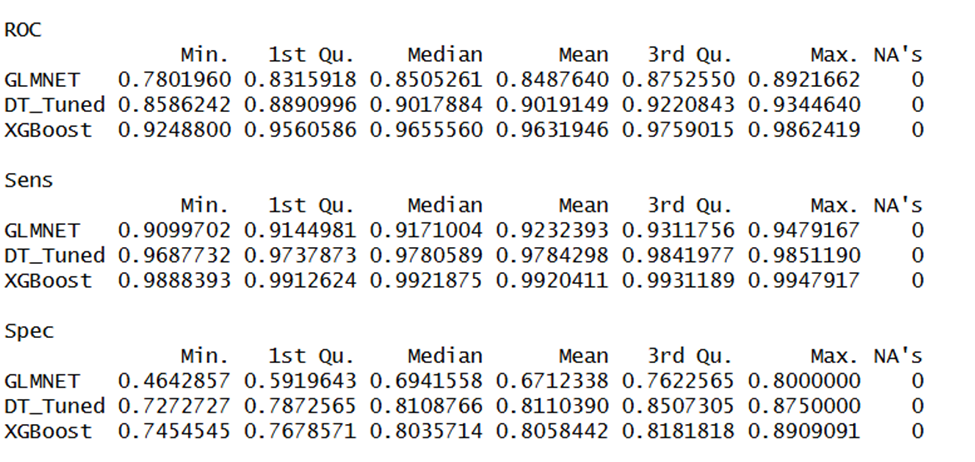 ROC
Min. 1st Qu. Median Mean 3rd Qu. Max. NA's
GLMNET 0.7801960 0.8315918 0.8505261 0.8487640 0.8752550 0.8921662 0
DT_Tuned 0.8586242 0.8890996 0.9017884 0.9019149 0.9220843 0.9344640 0
XGBoost 0.9248800 0.9560586 0.9655560 0.9631946 0.9759015 0.9862419 0
Sens
Min. 1st Qu. Median Mean 3rd Qu. Max. NA's
GLMNET 0.9099702 0.9144981 0.9171004 0.9232393 0.9311756 0.9479167 0
DT_Tuned 0.9687732 0.9737873 0.9780589 0.9784298 0.9841977 0.9851190 0
XGBoost 0.9888393 0.9912624 0.9921875 0.9920411 0.9931189 0.9947917 0
Spec
Min. 1st Qu. Median Mean 3rd Qu. Max. NA's
GLMNET 0.4642857 0.5919643 0.6941558 0.6712338 0.7622565 0.8000000 0
DT_Tuned 0.7272727 0.7872565 0.8108766 0.8110390 0.8507305 0.8750000 0
XGBoost 0.7454545 0.7678571 0.8035714 0.8058442 0.8181818 0.8909091 0